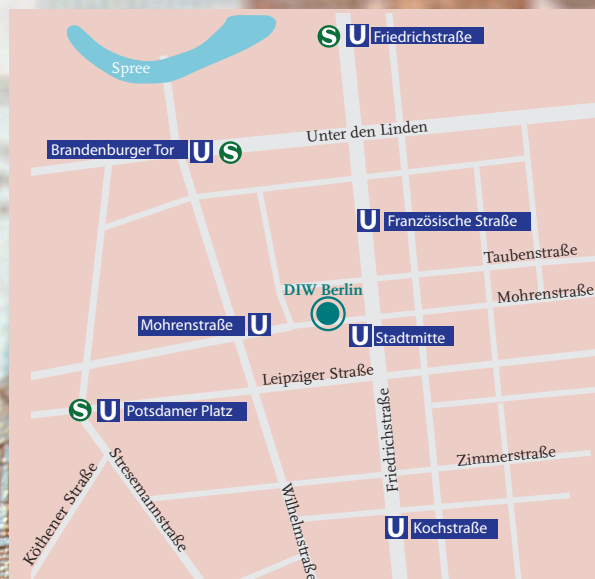 S U Friedrichstraße
Spree
Unter den Linden
Brandenburger Tor U S
U Französische Straße
Taubenstraße
DIW Berlin
Mohrenstraße
Mohrenstraße U
U Stadtmitte
Leipziger Straße
S U Potsdamer Platz
Friedrichstraße
Stresemannstraße
Zimmerstraße
Köthener Straße
Wilhelmstraße
U Kochstraße